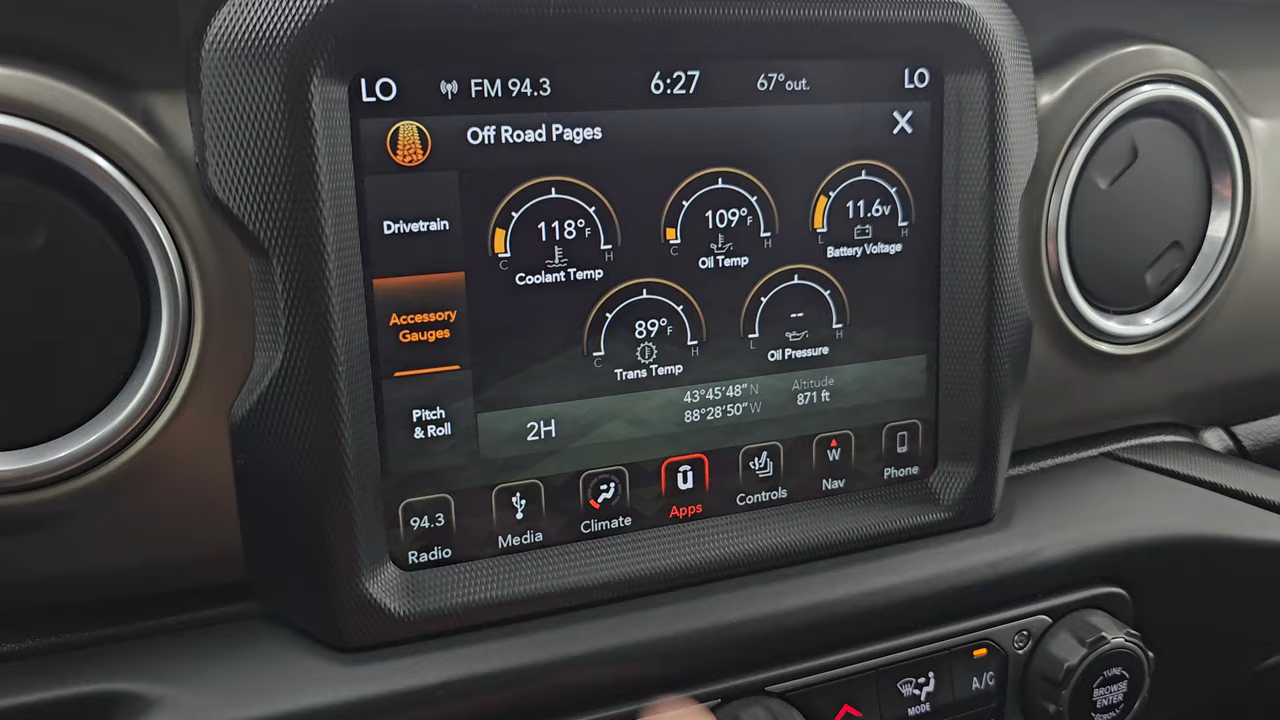 LO
FM 94.3
6:27
67° out.
LO
Off Road Pages
X
Drivetrain
Accessory
Gauges
Pitch
& Roll
118°F
C H
Coolant Temp
109°F
C H
Oil Temp
11.6v
L H
Battery Voltage
89°F
C H
Trans Temp
--
L H
Oil Pressure
2H
43°45'48" N
88°28'50" W
Altitude
871 ft
94.3
Radio
Media
Climate
Apps
Controls
W
Nav
Phone
MODE
A/C
TUNE
BROWSE
ENTER
SCROLL